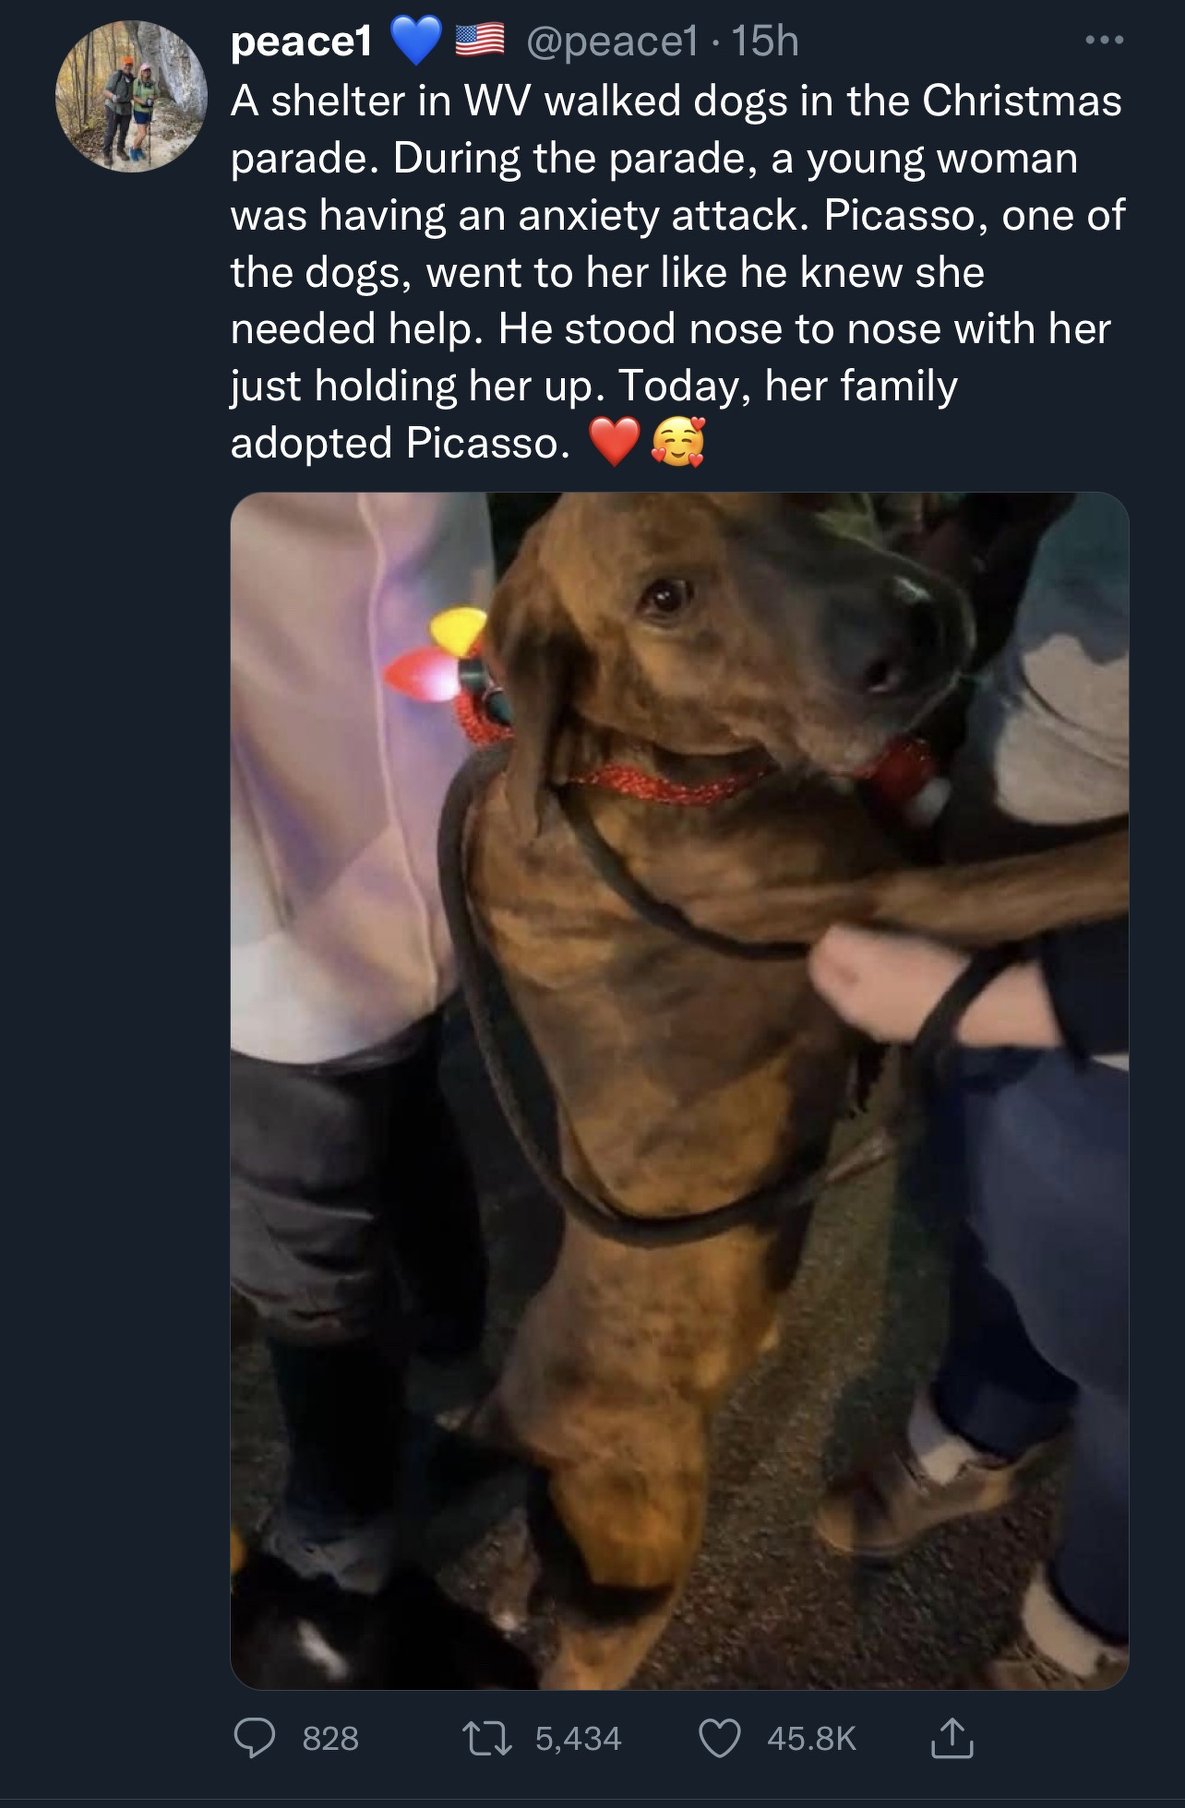 peace1 💙 🇺🇸 @peace1 · 15h
A shelter in WV walked dogs in the Christmas
parade. During the parade, a young woman
was having an anxiety attack. Picasso, one of
the dogs, went to her like he knew she
needed help. He stood nose to nose with her
just holding her up. Today, her family
adopted Picasso. ❤️🥰
828 5,434 45.8K